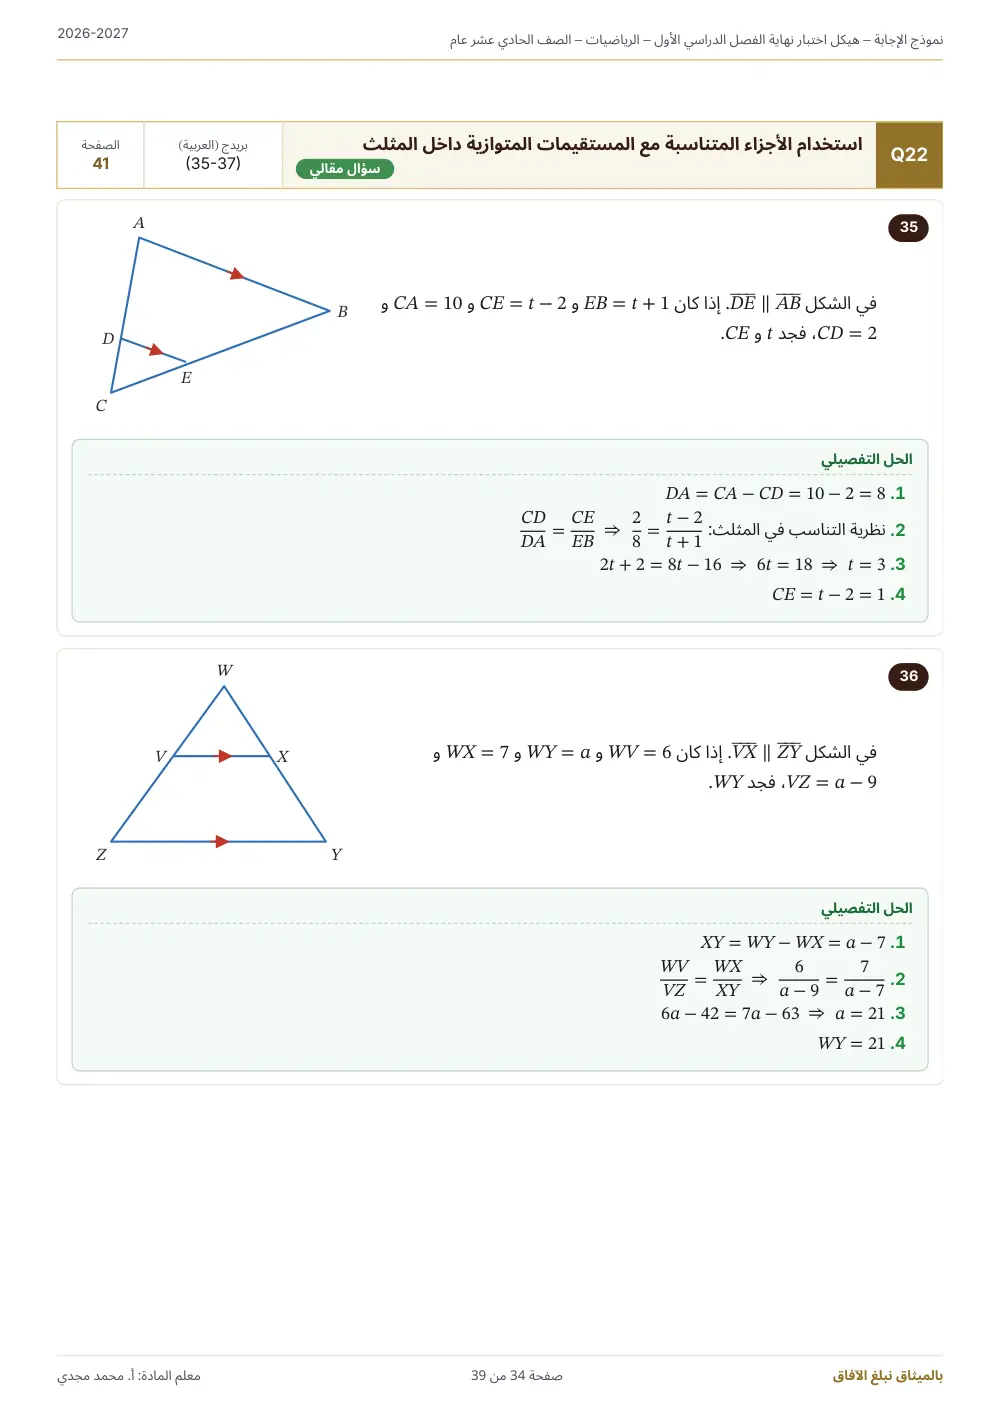 نموذج الإجابة – هيكل اختبار نهاية الفصل الدراسي الأول – الرياضيات – الصف الحادي عشر عام
2026-2027
Q22
استخدام الأجزاء المتناسبة مع المستقيمات المتوازية داخل المثلث
سؤال مقالي
بريدج (العربية)
(35-37)
الصفحة
41
35
في الشكل DE ∥ AB. إذا كان EB = t + 1 و CE = t − 2 و CA = 10 و
CD = 2، فجد t و CE.
A
B
D
E
C
الحل التفصيلي
1. DA = CA − CD = 10 − 2 = 8
2. نظرية التناسب في المثلث: CD/DA = CE/EB ⇒ 2/8 = (t − 2)/(t + 1)
3. 2t + 2 = 8t − 16 ⇒ 6t = 18 ⇒ t = 3
4. CE = t − 2 = 1
36
في الشكل VX ∥ ZY. إذا كان WV = 6 و WY = a و WX = 7 و
VZ = a − 9، فجد WY.
W
V
X
Z
Y
الحل التفصيلي
1. XY = WY − WX = a − 7
2. WV/VZ = WX/XY ⇒ 6/(a − 9) = 7/(a − 7)
3. 6a − 42 = 7a − 63 ⇒ a = 21
4. WY = 21
بالميثاق نبلغ الآفاق
صفحة 34 من 39
معلم المادة: أ. محمد مجدي